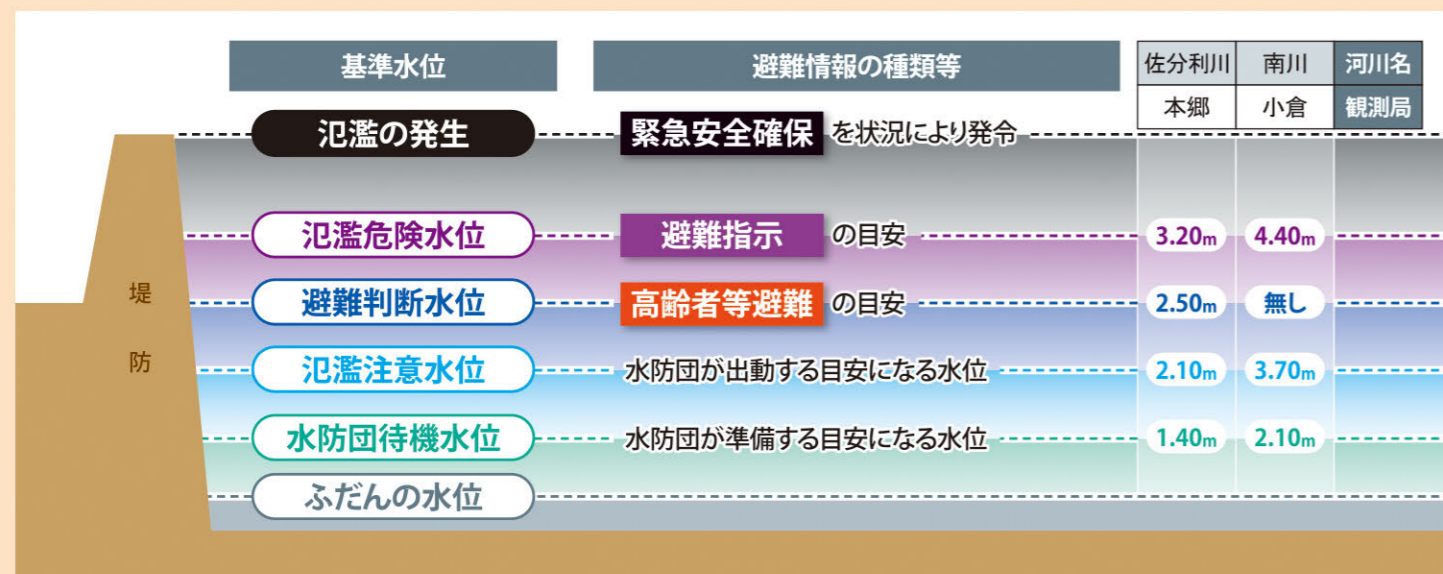 基準水位 避難情報の種類等 佐分利川 南川 河川名
本郷 小倉 観測局
氾濫の発生 緊急安全確保 を状況により発令
氾濫危険水位 避難指示 の目安 3.20m 4.40m
避難判断水位 高齢者等避難 の目安 2.50m 無し
氾濫注意水位 水防団が出動する目安になる水位 2.10m 3.70m
水防団待機水位 水防団が準備する目安になる水位 1.40m 2.10m
ふだんの水位
堤防